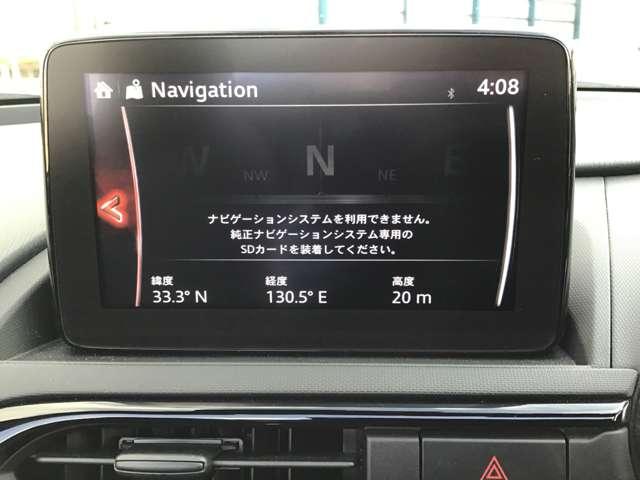 Navigation
4:08
W
N
E
NW
NE
ナビゲーションシステムを利用できません。
純正ナビゲーションシステム専用の
SDカードを装着してください。
緯度
経度
高度
33.3° N
130.5° E
20 m